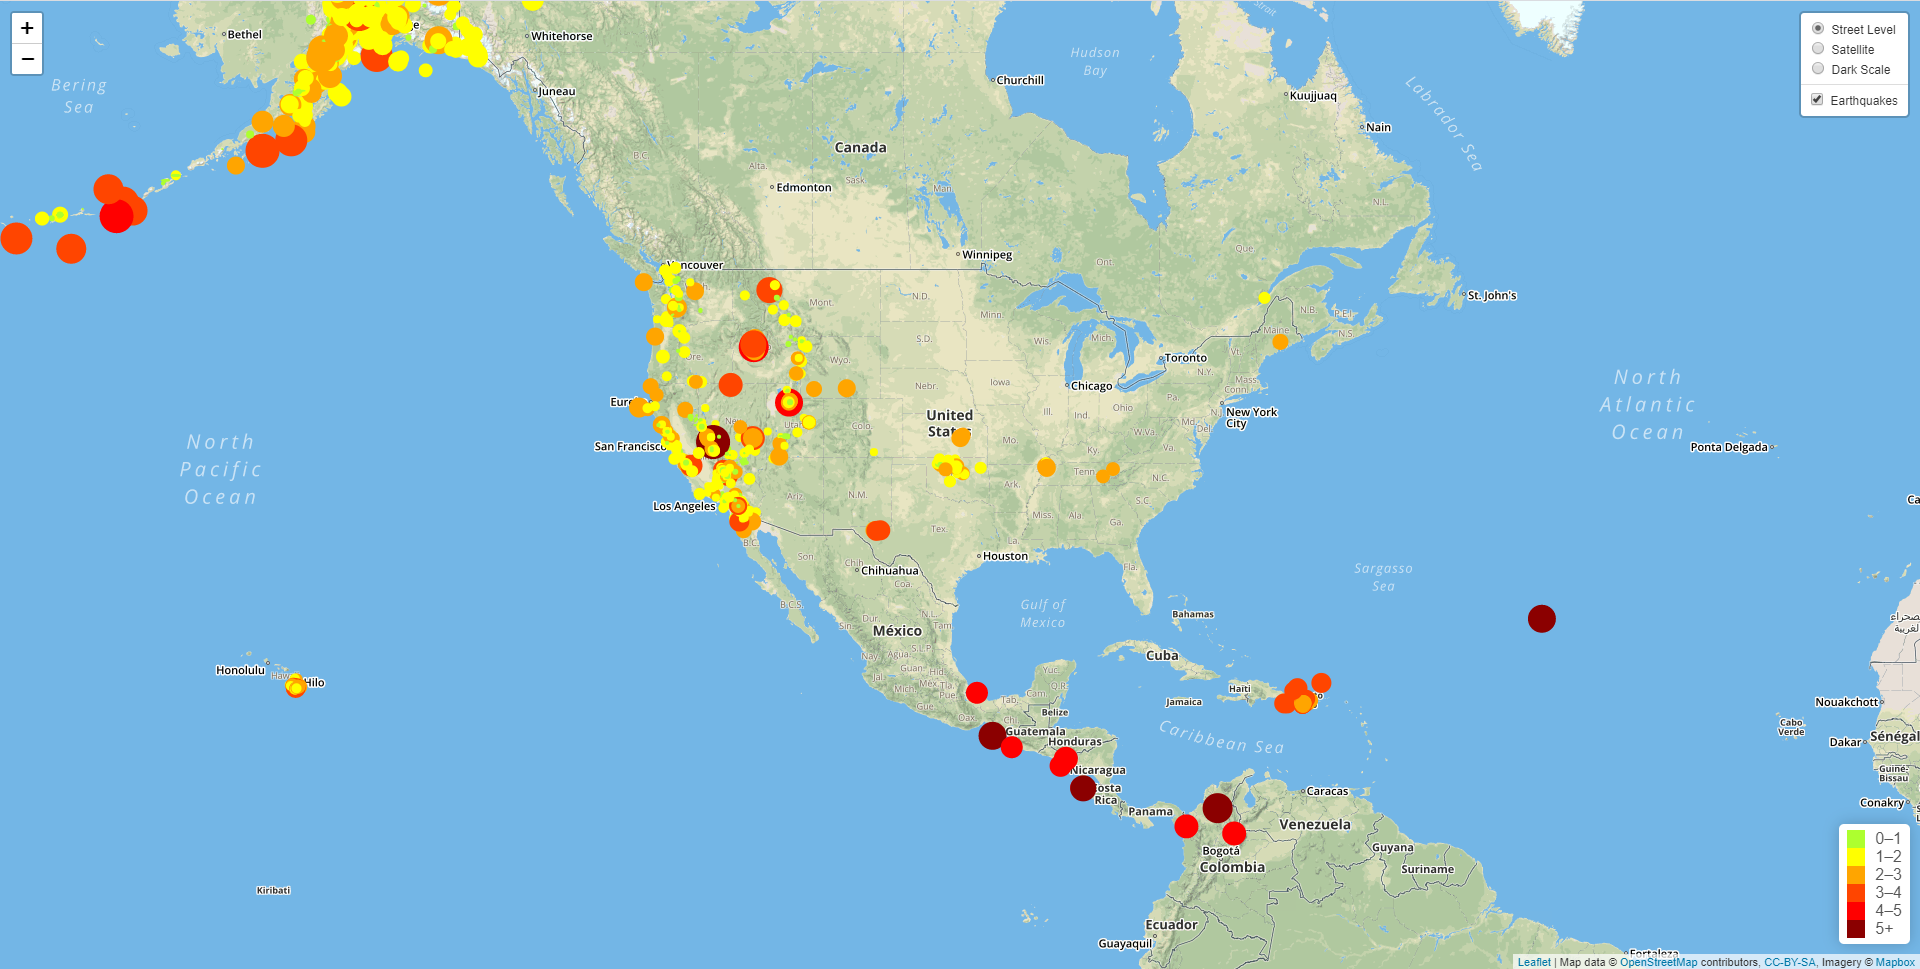 +
−
Street Level
Satellite
Dark Scale
Earthquakes
Bethel
Whitehorse
Bering
Sea
Juneau
Churchill
Hudson
Bay
Kuujjuaq
Nain
Labrador Sea
Canada
B.C.
Alta.
Sask
Man.
Edmonton
N.L.
Que.
Ont.
Winnipeg
Vancouver
St. John's
N.B.
P.E.I.
N.S.
Maine
Mont.
N.D.
Minn.
S.D.
Wis.
Mich.
Vt.
Toronto
Ore.
Wyo.
N.Y.
Mass.
Conn.
Nebr.
Iowa
Chicago
Pa.
North
Atlantic
Ocean
Ill.
Ind.
Ohio
New York
City
United
Utah
Colo.
Mo.
W.Va.
Md.
Del.
Ky.
North
Pacific
Ocean
San Francisco
Ponta Delgada
Tenn.
N.C.
Ark.
Ariz.
N.M.
Los Angeles
Miss.
Ala.
S.C.
Ga.
Tex.
La.
B.C.
Son.
Chih.
Houston
Chihuahua
Coa.
Fla.
Sargasso
Sea
B.C.S.
Gulf of
Mexico
Bahamas
Dur.
N.L.
Tam.
Sin.
México
Nay.
Agua.
S.L.P.
Cuba
Honolulu
Hilo
Jal.
Guan.
Hid.
Mich.
Méx.
Tla.
Pue.
Gue.
Oax.
Tab.
Chi.
Cam.
Yuc.
Q.R.
Belize
Haiti
Jamaica
Nouakchott
Cabo
Verde
Dakar
Sénégal
Guatemala
Honduras
Caribbean Sea
Nicaragua
Costa
Rica
Guiné-
Bissau
Panama
Caracas
Conakry
Venezuela
Bogotá
Colombia
Guyana
Suriname
Kiribati
Ecuador
Guayaquil
Fortaleza
0–1
1–2
2–3
3–4
4–5
5+
Leaflet | Map data © OpenStreetMap contributors, CC-BY-SA, Imagery © Mapbox